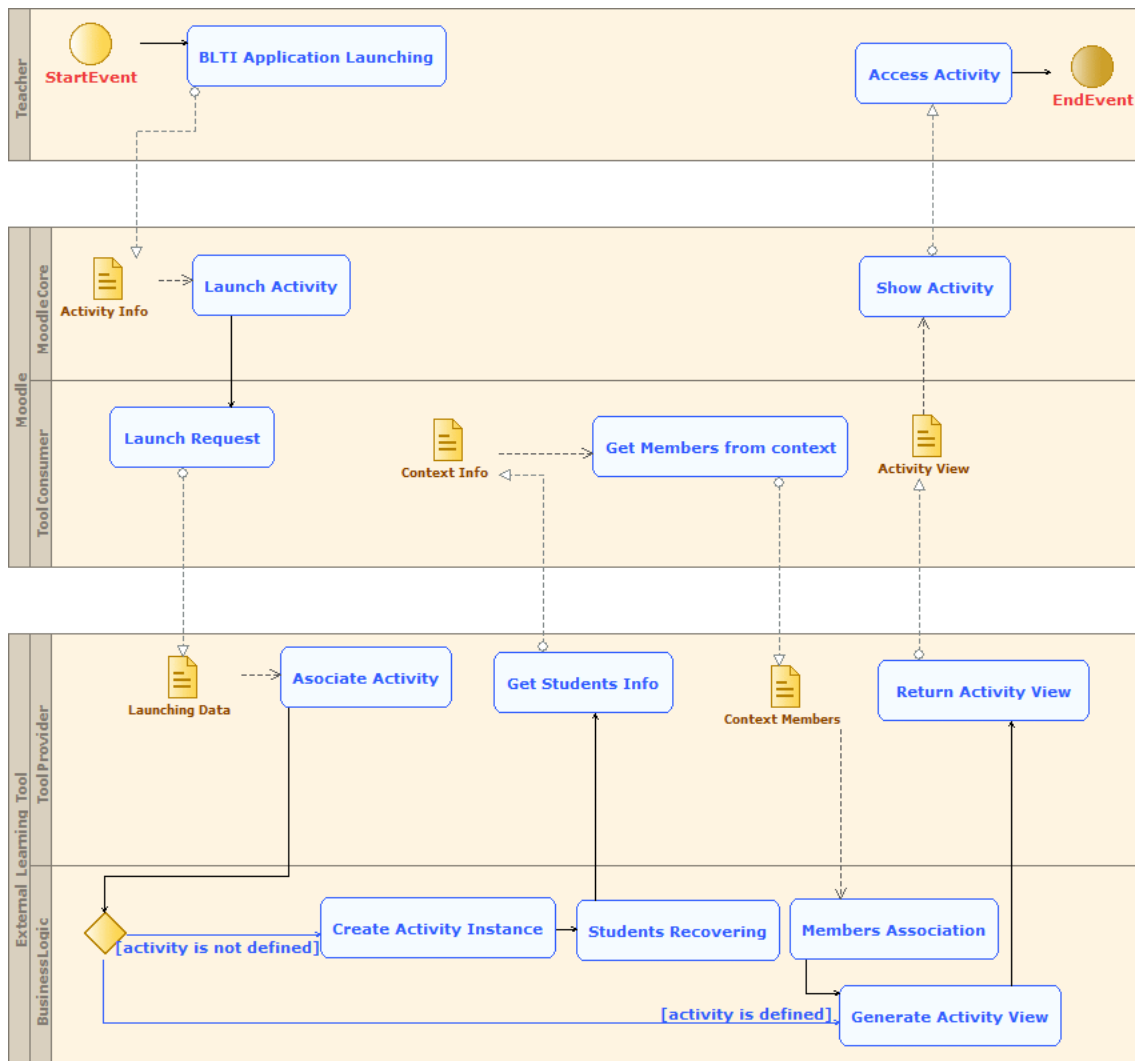 Teacher
StartEvent
BLTI Application Launching
Access Activity
EndEvent
Moodle
MoodleCore
Activity Info
Launch Activity
Show Activity
ToolConsumer
Launch Request
Context Info
Get Members from context
Activity View
External Learning Tool
ToolProvider
Launching Data
Asociate Activity
Get Students Info
Context Members
Return Activity View
BusinessLogic
[activity is not defined]
Create Activity Instance
Students Recovering
Members Association
[activity is defined]
Generate Activity View